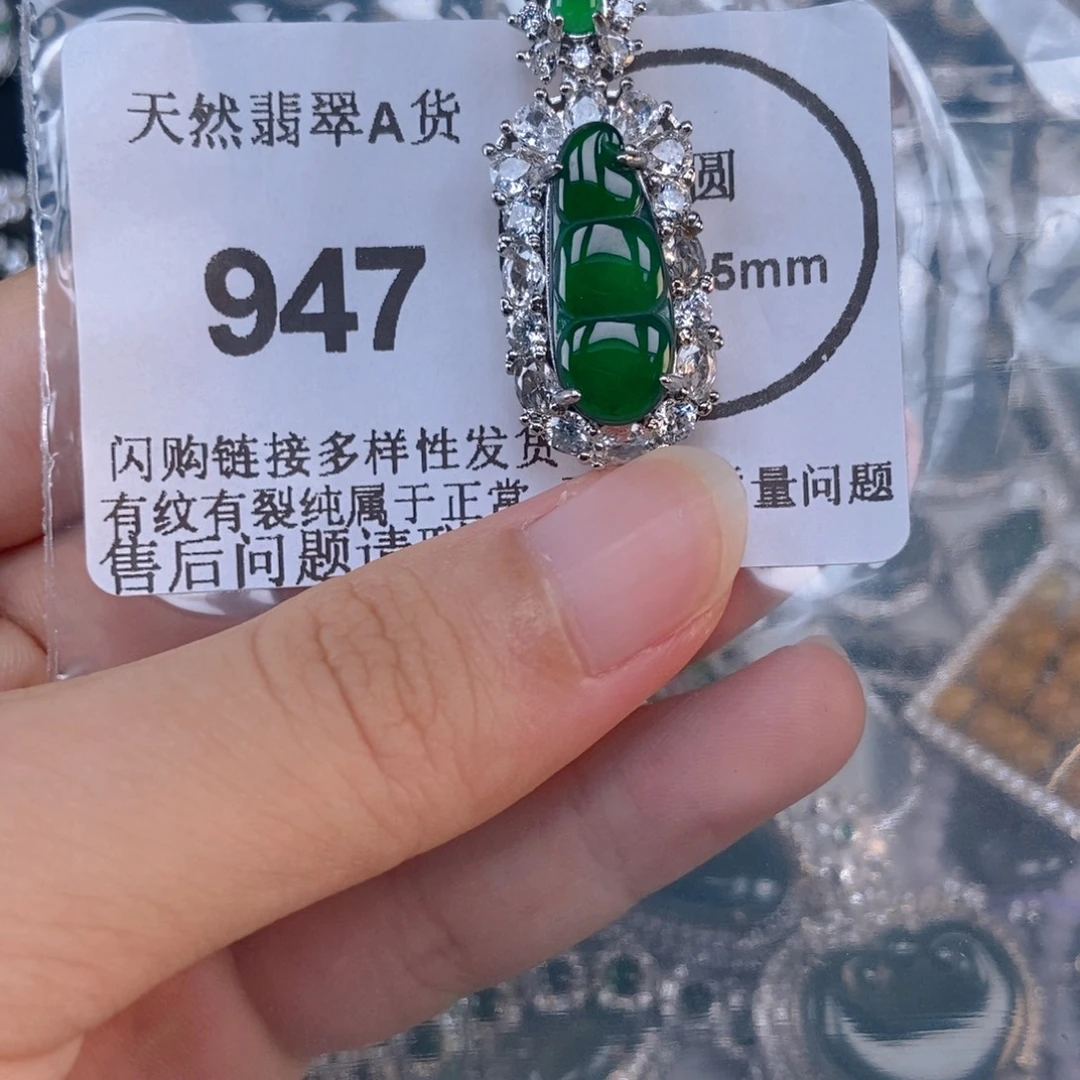 天然翡翠A货
圆
947
5mm
闪购链接多样性发货
有纹有裂纯属于正常 量问题
售后问题请联